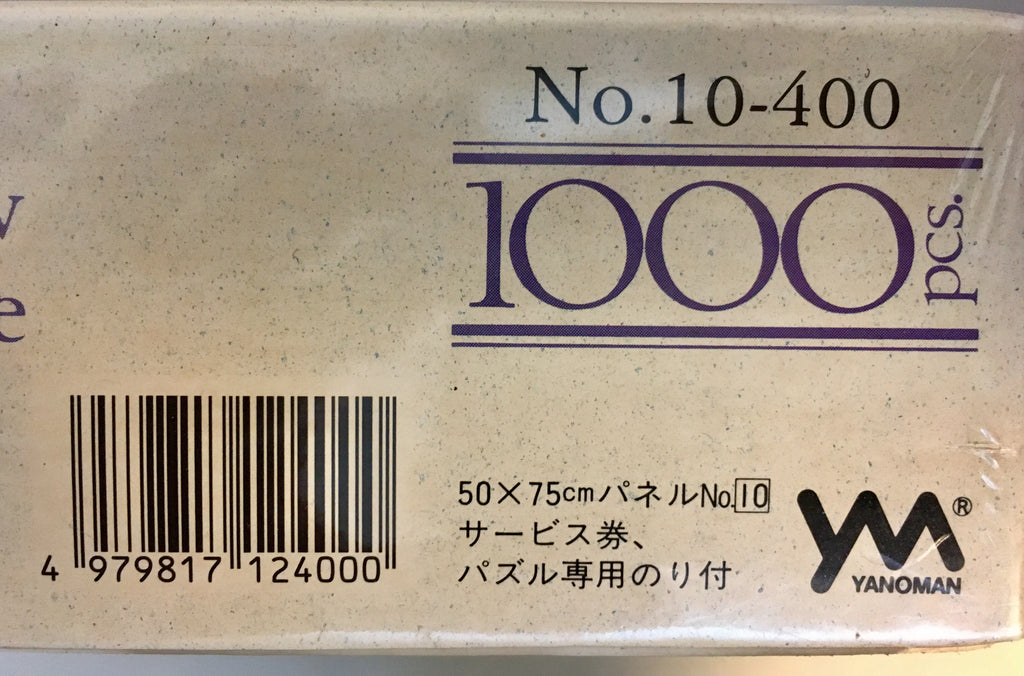 No.10-400
1000 pcs.
50×75cmパネルNo.10
サービス券、
パズル専用のり付
YM®
YANOMAN
4 979817 124000